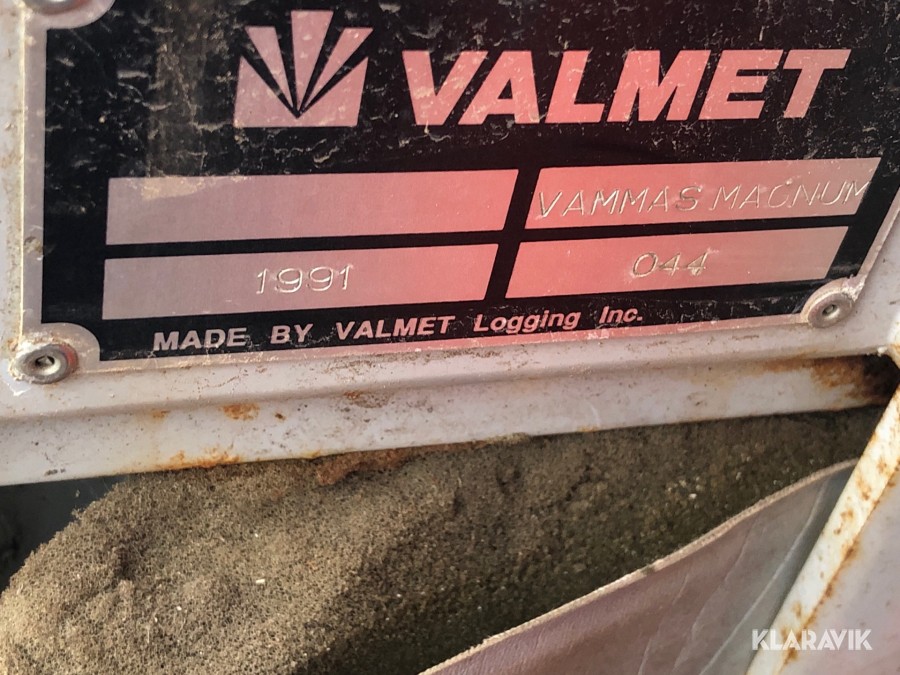 VALMET
VAMMAS MAGNUM
1991 044
MADE BY VALMET Logging Inc.
KLARAVIK